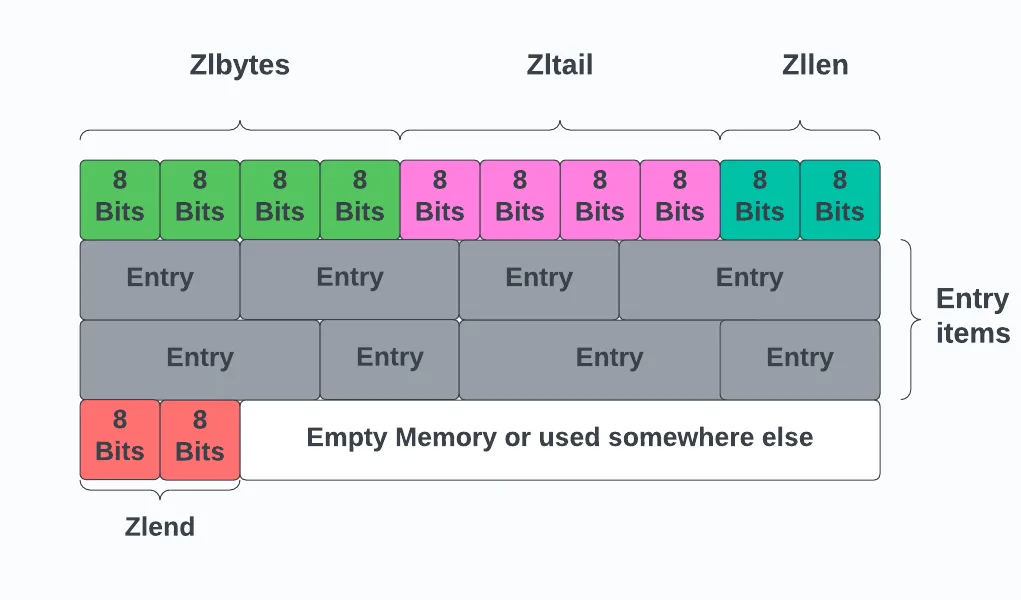 Zlbytes
Zltail
Zllen
8 Bits
8 Bits
8 Bits
8 Bits
8 Bits
8 Bits
8 Bits
8 Bits
8 Bits
8 Bits
Entry
Entry
Entry
Entry
Entry items
Entry
Entry
Entry
Entry
8 Bits
8 Bits
Empty Memory or used somewhere else
Zlend